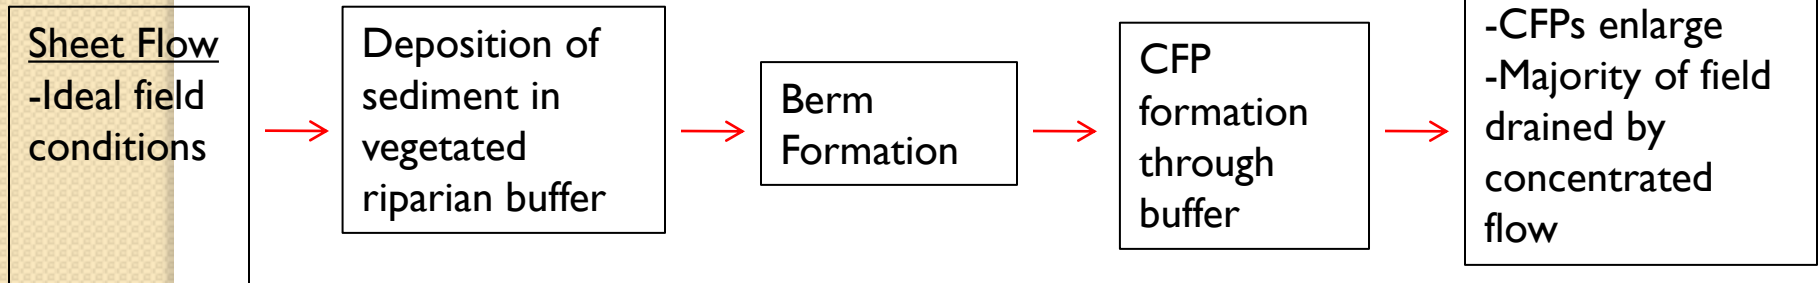 Sheet Flow
-Ideal field
conditions
Deposition of
sediment in
vegetated
riparian buffer
Berm
Formation
CFP
formation
through
buffer
-CFPs enlarge
-Majority of field
drained by
concentrated
flow